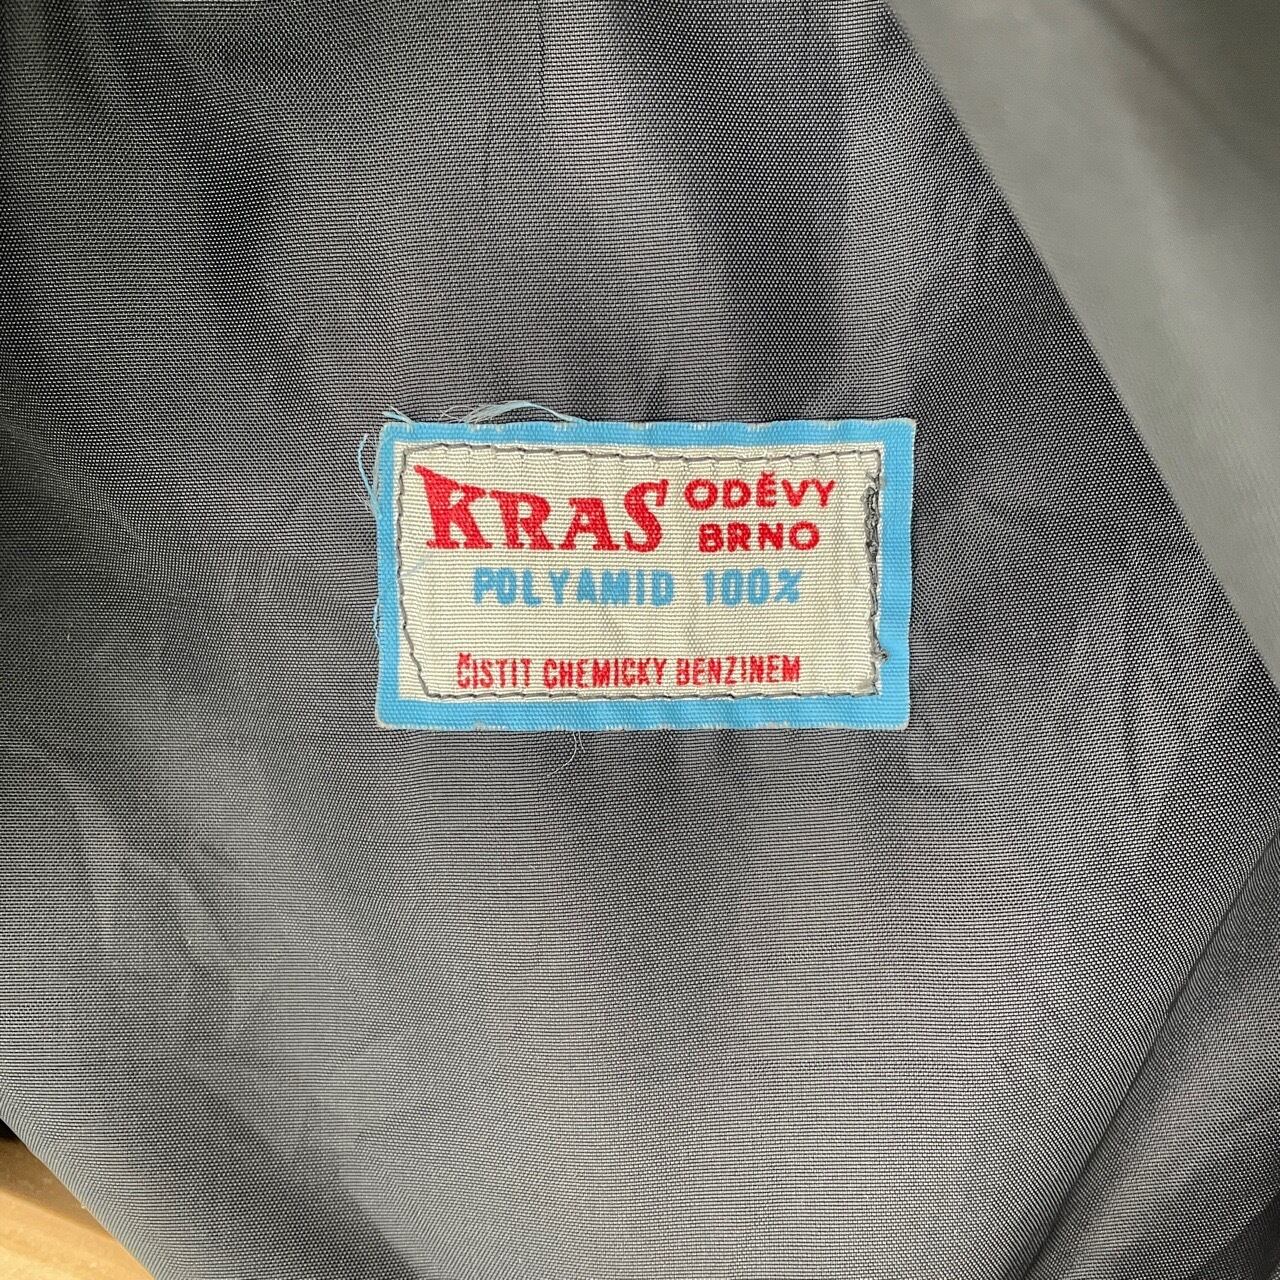 KRAS ODĚVY
BRNO
POLYAMID 100%
ČISTIT CHEMICKY BENZINEM